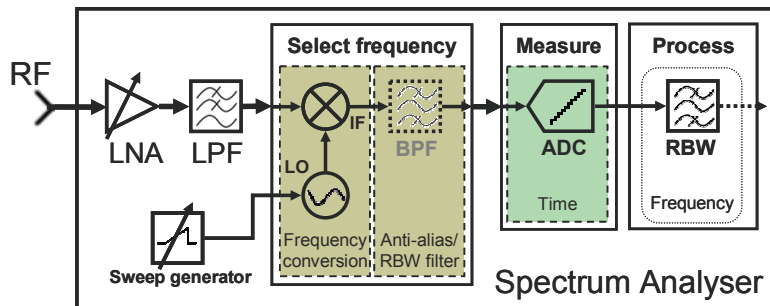 Select frequency
Measure
Process
RF
LNA
LPF
IF
BPF
LO
ADC
RBW
Time
Frequency
Sweep generator
Frequency
conversion
Anti-alias/
RBW filter
Spectrum Analyser